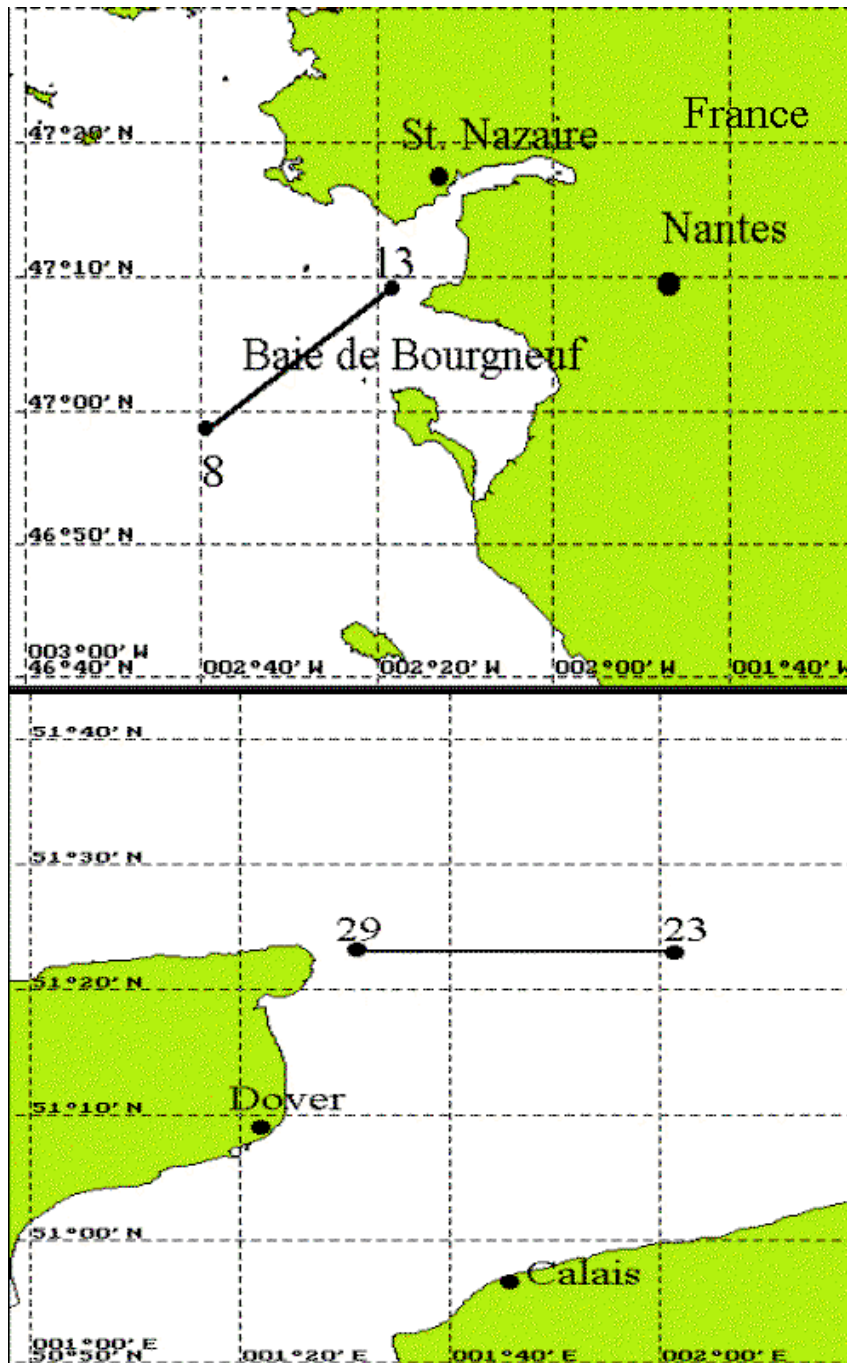 France
47°20' N
St. Nazaire
Nantes
13
47°10' N
Baie de Bourgneuf
47°00' N
8
46°50' N
003°00' W
46°40' N
002°40' W
002°20' W
002°00' W
001°40' W
51°40' N
51°30' N
29
23
51°20' N
Dover
51°10' N
51°00' N
Calais
001°00' E
50°50' N
001°20' E
001°40' E
002°00' E